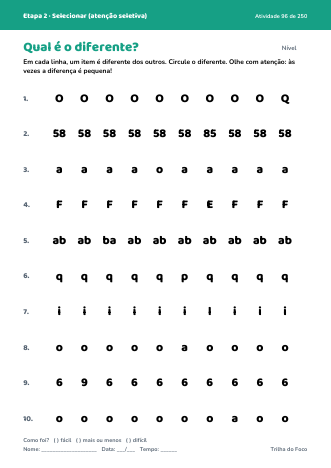 Etapa 2 · Selecionar (atenção seletiva) Atividade 96 de 250
Qual é o diferente? Nível
Em cada linha, um item é diferente dos outros. Circule o diferente. Olhe com atenção: às
vezes a diferença é pequena!
1. O O O O O O O O O Q
2. 58 58 58 58 58 58 85 58 58 58
3. a a a a o a a a a a
4. F F F F F F E F F F
5. ab ab ba ab ab ab ab ab ab ab
6. q q q q q p q q q q
7. i i i i i i l i i i
8. o o o o o a o o o o
9. 6 9 6 6 6 6 6 6 6 6
10. o o o o o o o a o o
Como foi? ( ) fácil ( ) mais ou menos ( ) difícil
Nome: ____________________ Data: ___/___ Tempo: ______ Trilha do Foco